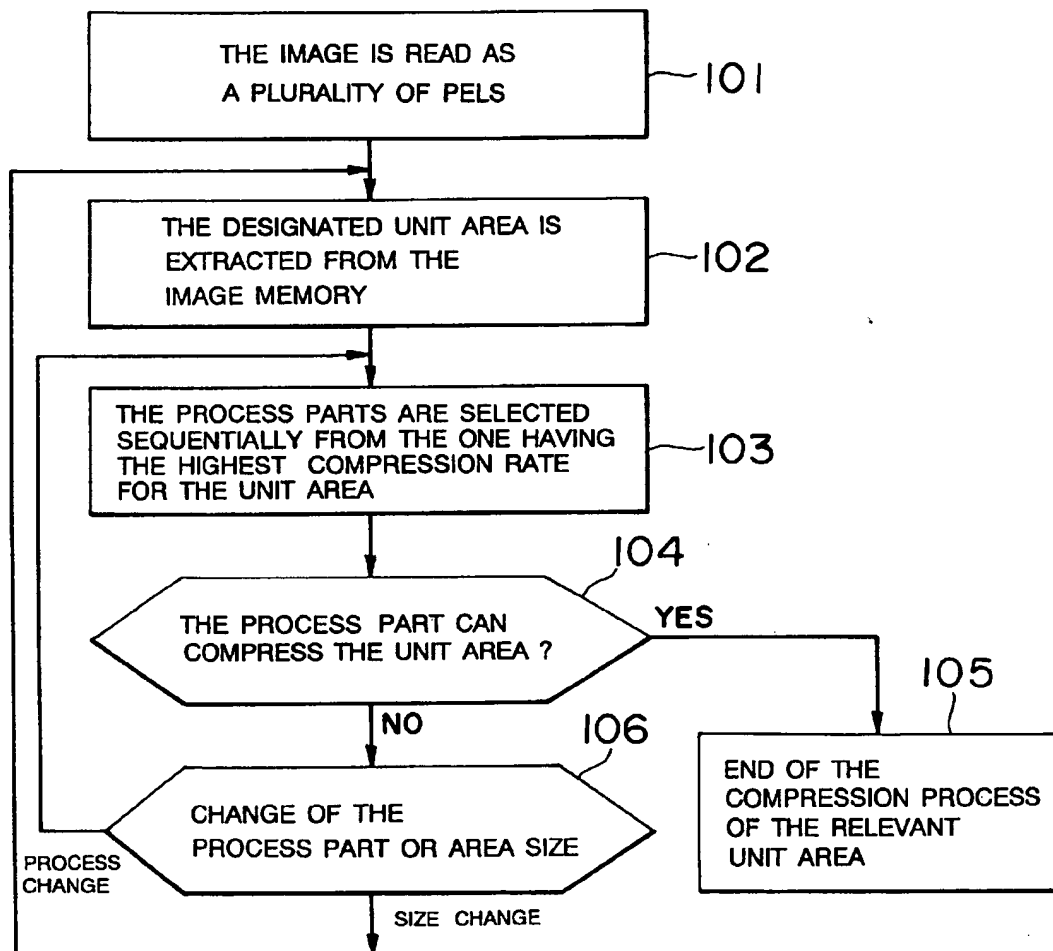 THE IMAGE IS READ AS
A PLURALITY OF PELS
101
THE DESIGNATED UNIT AREA IS
EXTRACTED FROM THE
IMAGE MEMORY
102
THE PROCESS PARTS ARE SELECTED
SEQUENTIALLY FROM THE ONE HAVING
THE HIGHEST COMPRESSION RATE
FOR THE UNIT AREA
103
104
THE PROCESS PART CAN
COMPRESS THE UNIT AREA ?
YES
NO
105
END OF THE
COMPRESSION PROCESS
OF THE RELEVANT
UNIT AREA
106
CHANGE OF THE
PROCESS PART OR AREA SIZE
PROCESS
CHANGE
SIZE CHANGE